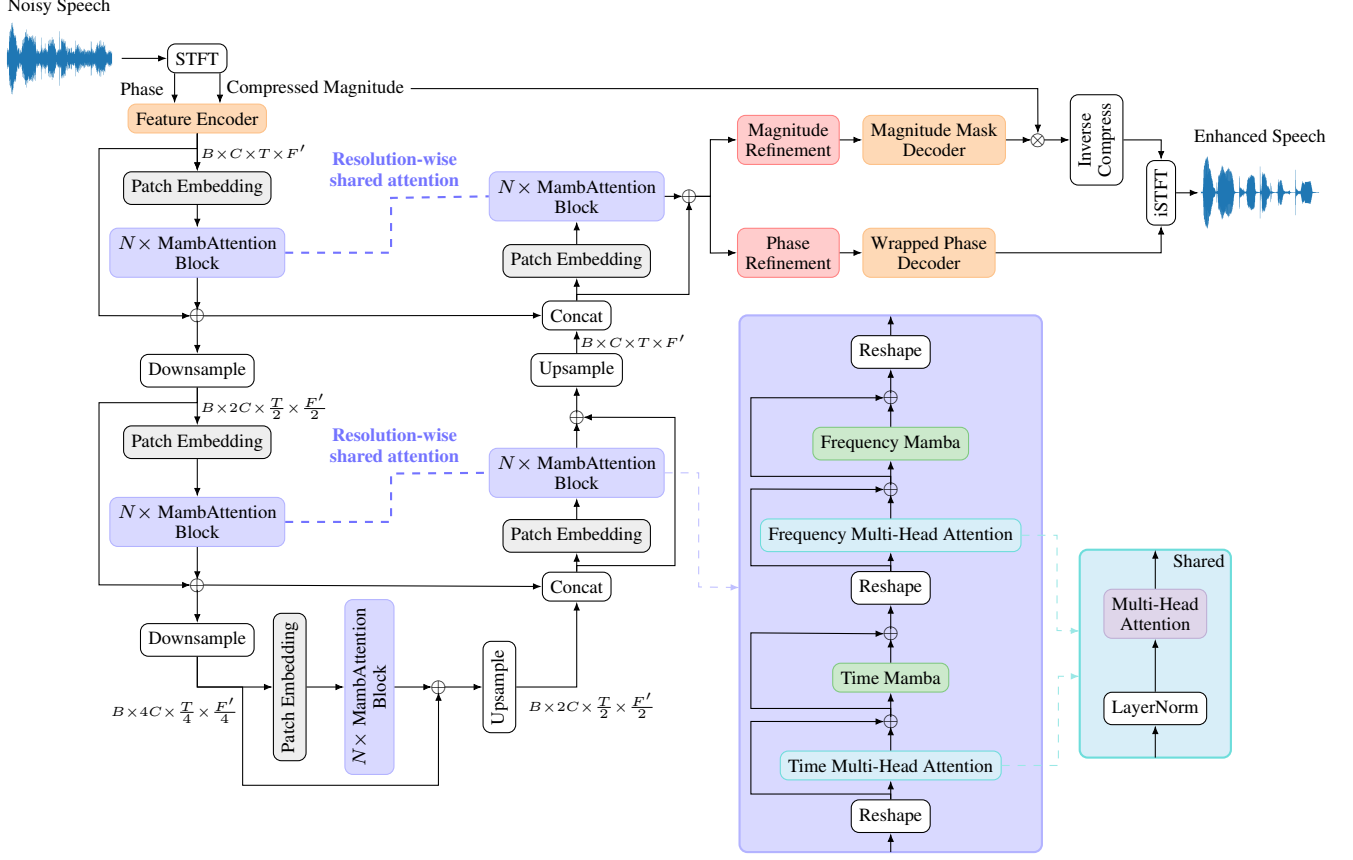 Noisy Speech
STFT
Phase
Compressed Magnitude
Feature Encoder
B×C×T×F′
Patch Embedding
N× MambAttention
Block
Resolution-wise
shared attention
N× MambAttention
Block
Patch Embedding
Concat
B×C×T×F′
Upsample
Downsample
B×2C×T/2×F′/2
Patch Embedding
N× MambAttention
Block
Resolution-wise
shared attention
N× MambAttention
Block
Patch Embedding
Concat
Downsample
B×4C×T/4×F′/4
Patch Embedding
N× MambAttention
Block
Upsample
B×2C×T/2×F′/2
Magnitude
Refinement
Magnitude Mask
Decoder
Inverse
Compress
Phase
Refinement
Wrapped Phase
Decoder
iSTFT
Enhanced Speech
Reshape
Frequency Mamba
Frequency Multi-Head Attention
Reshape
Time Mamba
Time Multi-Head Attention
Reshape
Shared
Multi-Head
Attention
LayerNorm